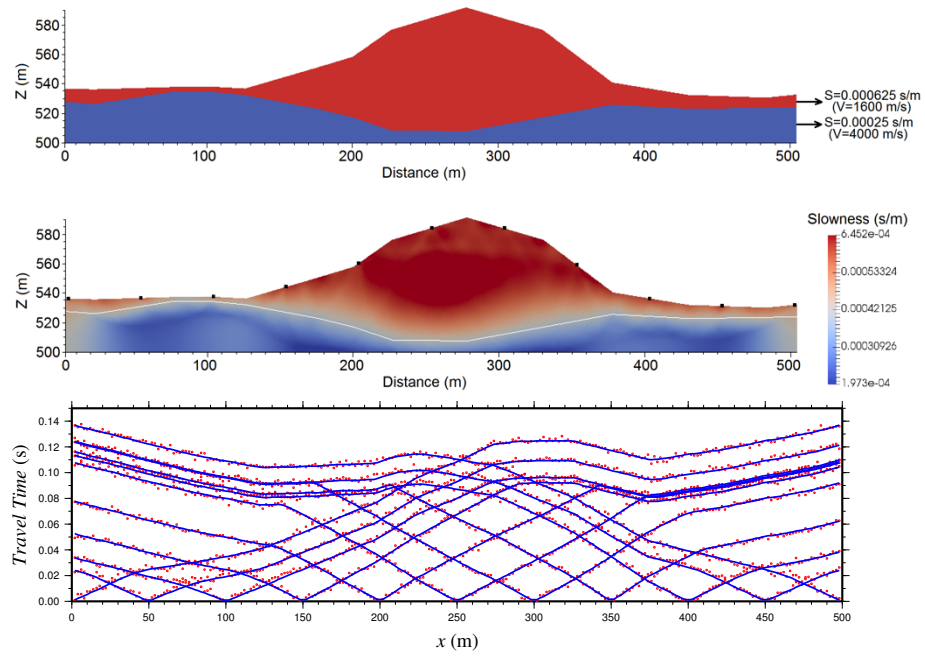 580
560
540
520
500
Z (m)
S=0.000625 s/m
(V=1600 m/s)
S=0.00025 s/m
(V=4000 m/s)
0 100 200 300 400 500
Distance (m)
Slowness (s/m)
6.452e-04
0.00053324
0.00042125
0.00030926
1.973e-04
580
560
540
520
500
Z (m)
0 100 200 300 400 500
Distance (m)
0.14
0.12
0.10
0.08
0.06
0.04
0.02
0.00
Travel Time (s)
0 50 100 150 200 250 300 350 400 450 500
x (m)